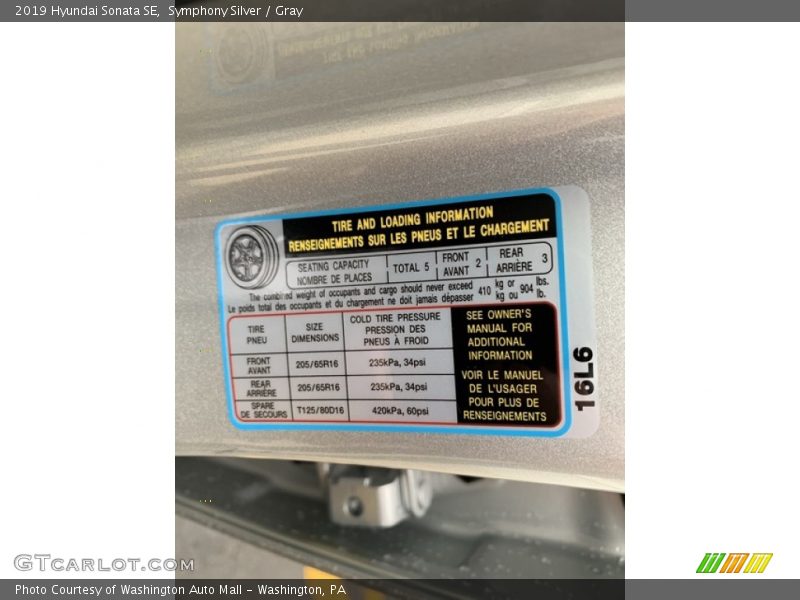 2019 Hyundai Sonata SE, Symphony Silver / Gray
TIRE AND LOADING INFORMATION
RENSEIGNEMENTS SUR LES PNEUS ET LE CHARGEMENT
SEATING CAPACITY
NOMBRE DE PLACES
TOTAL 5
FRONT
AVANT
2
REAR
ARRIÈRE
3
The combined weight of occupants and cargo should never exceed
Le poids total des occupants et du chargement ne doit jamais dépasser
410
kg or
kg ou
904
lbs.
lb.
TIRE
PNEU
SIZE
DIMENSIONS
COLD TIRE PRESSURE
PRESSION DES
PNEUS À FROID
FRONT
AVANT
205/65R16
235kPa, 34psi
REAR
ARRIÈRE
205/65R16
235kPa, 34psi
SPARE
DE SECOURS
T125/80D16
420kPa, 60psi
SEE OWNER'S
MANUAL FOR
ADDITIONAL
INFORMATION
VOIR LE MANUEL
DE L'USAGER
POUR PLUS DE
RENSEIGNEMENTS
16L6
GTCARLOT.COM
Photo Courtesy of Washington Auto Mall - Washington, PA